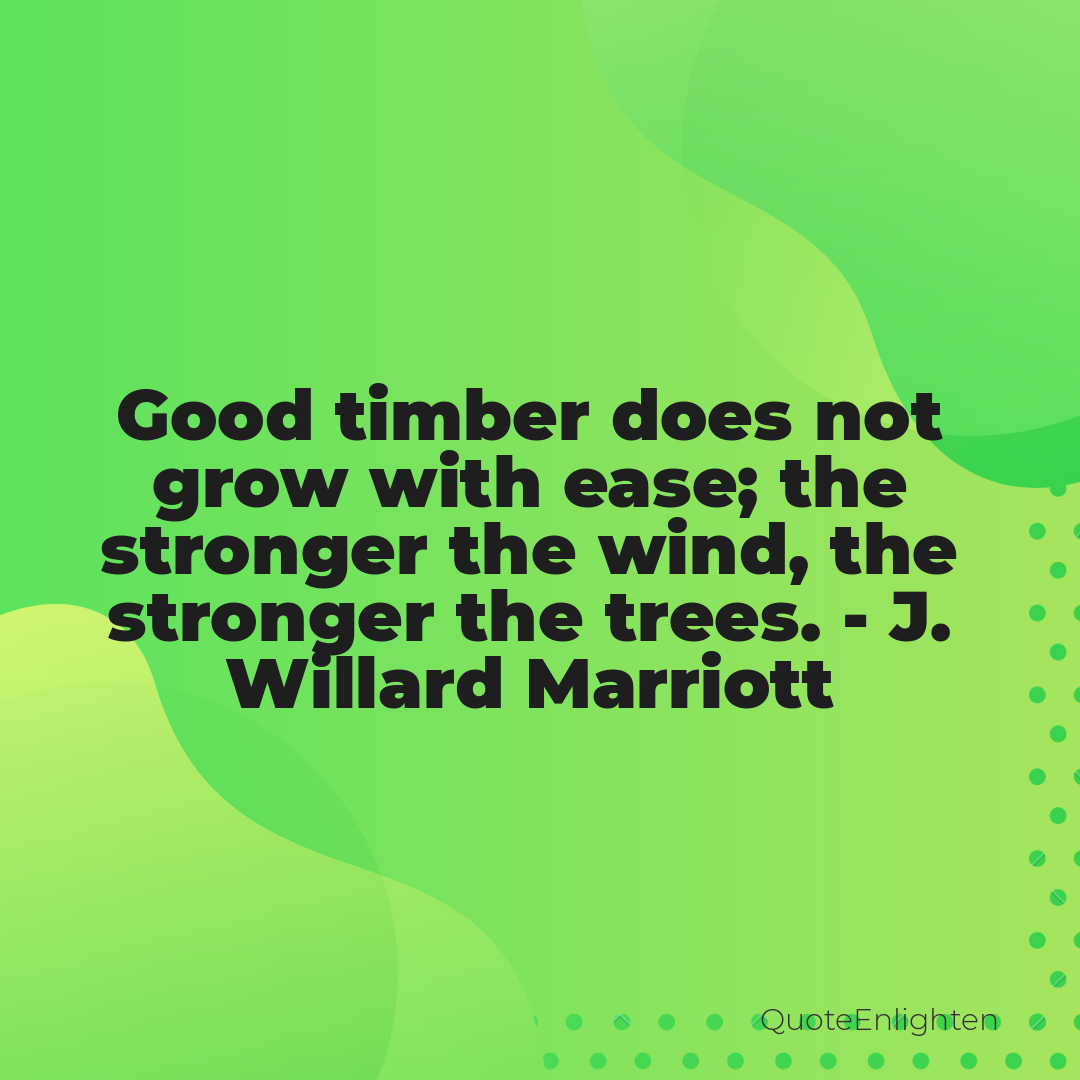 Good timber does not
grow with ease; the
stronger the wind, the
stronger the trees. - J.
Willard Marriott
QuoteEnlighten